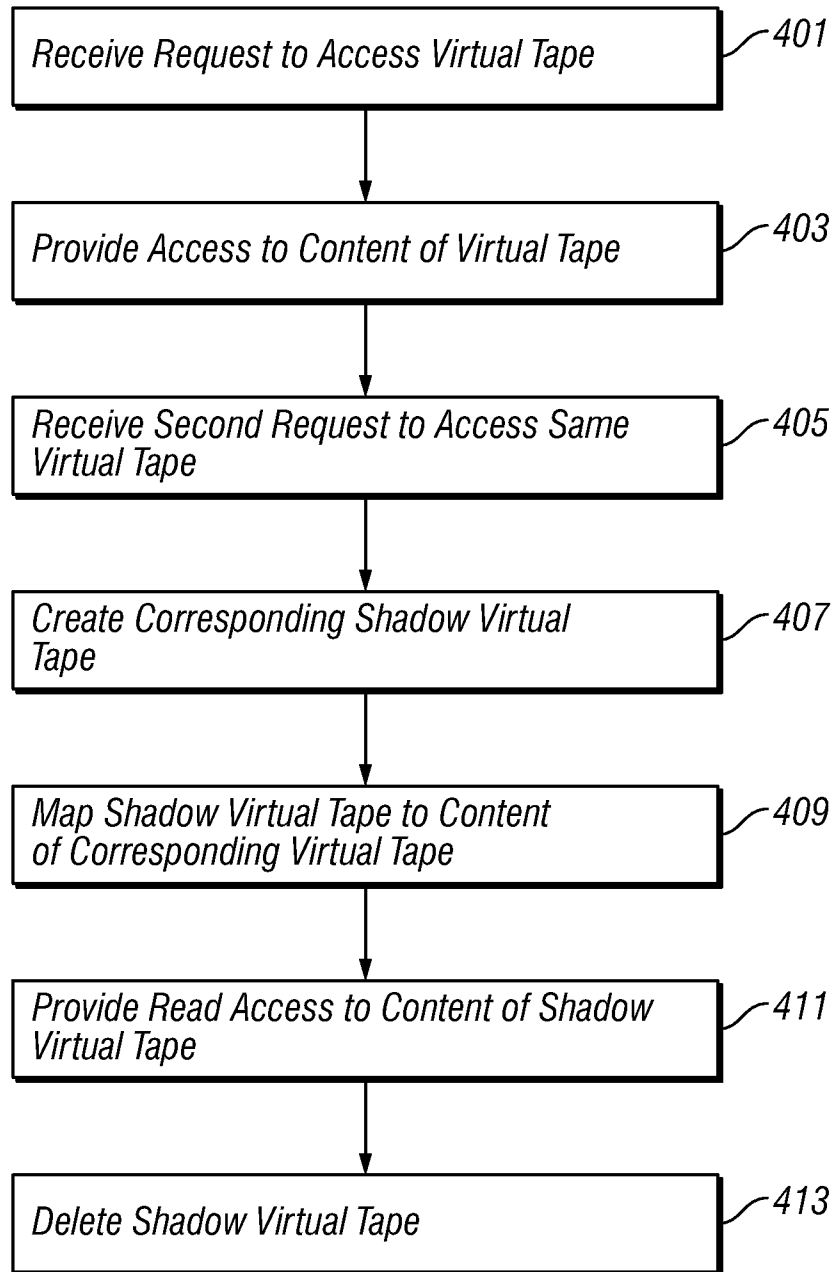 Receive Request to Access Virtual Tape
401
Provide Access to Content of Virtual Tape
403
Receive Second Request to Access Same
Virtual Tape
405
Create Corresponding Shadow Virtual
Tape
407
Map Shadow Virtual Tape to Content
of Corresponding Virtual Tape
409
Provide Read Access to Content of Shadow
Virtual Tape
411
Delete Shadow Virtual Tape
413